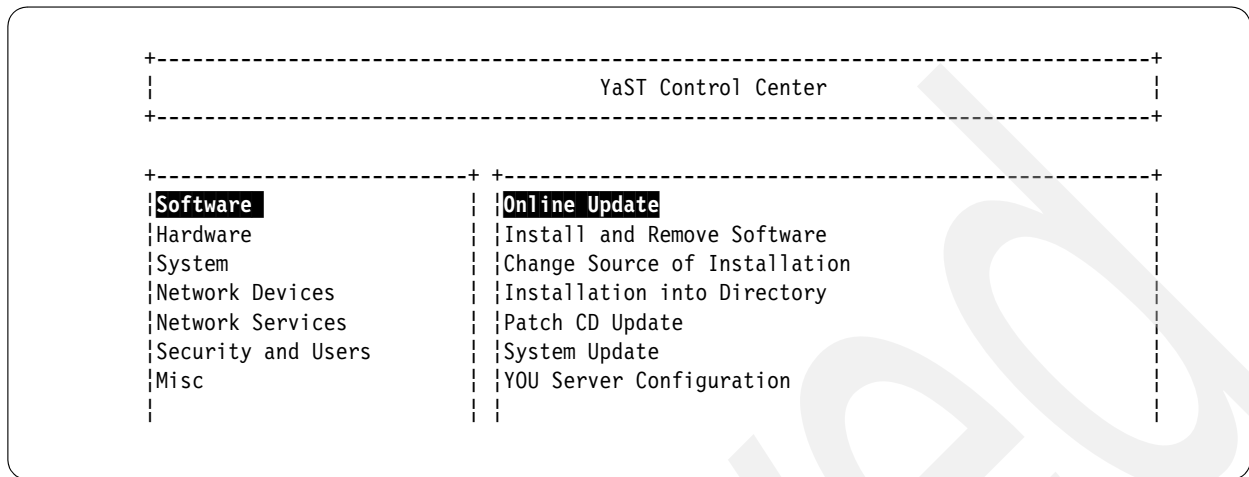 YaST Control Center
Software Online Update
Hardware Install and Remove Software
System Change Source of Installation
Network Devices Installation into Directory
Network Services Patch CD Update
Security and Users System Update
Misc YOU Server Configuration